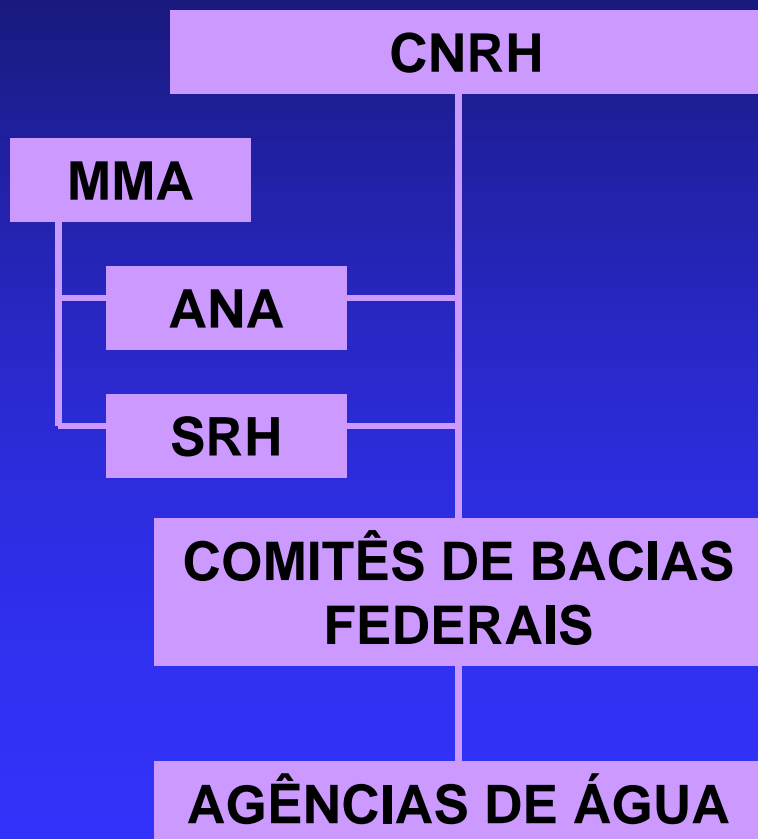 CNRH
MMA
ANA
SRH
COMITÊS DE BACIAS
FEDERAIS
AGÊNCIAS DE ÁGUA